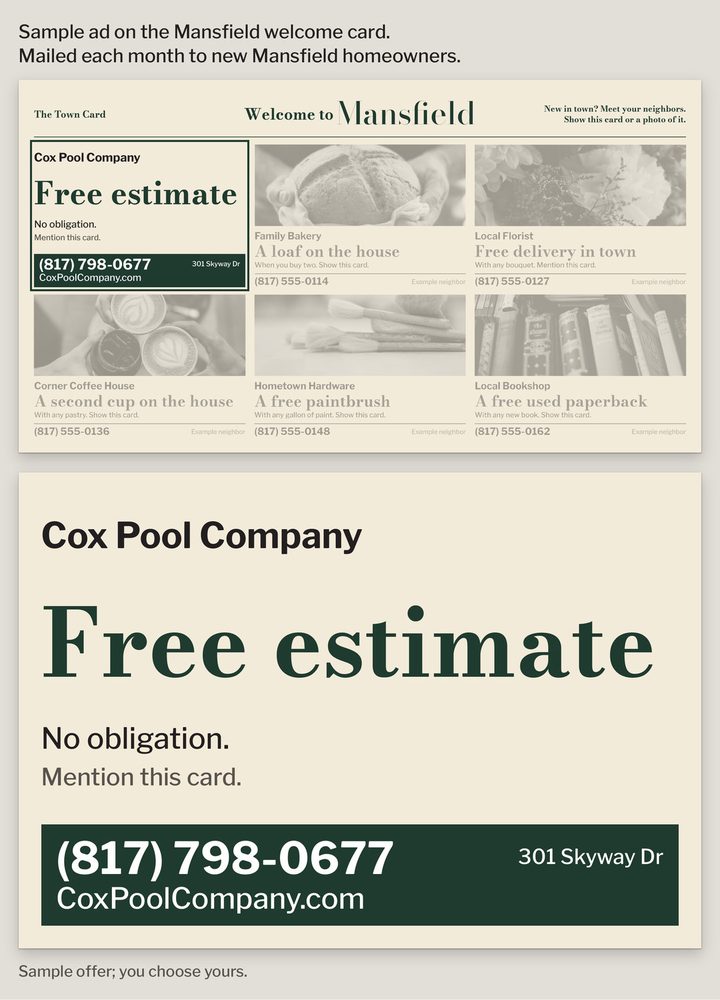 Sample ad on the Mansfield welcome card.
Mailed each month to new Mansfield homeowners.
The Town Card
Welcome to Mansfield
New in town? Meet your neighbors.
Show this card or a photo of it.
Cox Pool Company
Free estimate
No obligation.
Mention this card.
(817) 798-0677
301 Skyway Dr
CoxPoolCompany.com
Family Bakery
A loaf on the house
When you buy two. Show this card.
(817) 555-0114
Example neighbor
Local Florist
Free delivery in town
With any bouquet. Mention this card.
(817) 555-0127
Example neighbor
Corner Coffee House
A second cup on the house
With any pastry. Show this card.
(817) 555-0136
Example neighbor
Hometown Hardware
A free paintbrush
With any gallon of paint. Show this card.
(817) 555-0148
Example neighbor
Local Bookshop
A free used paperback
With any new book. Show this card.
(817) 555-0162
Example neighbor
Cox Pool Company
Free estimate
No obligation.
Mention this card.
(817) 798-0677
301 Skyway Dr
CoxPoolCompany.com
Sample offer; you choose yours.